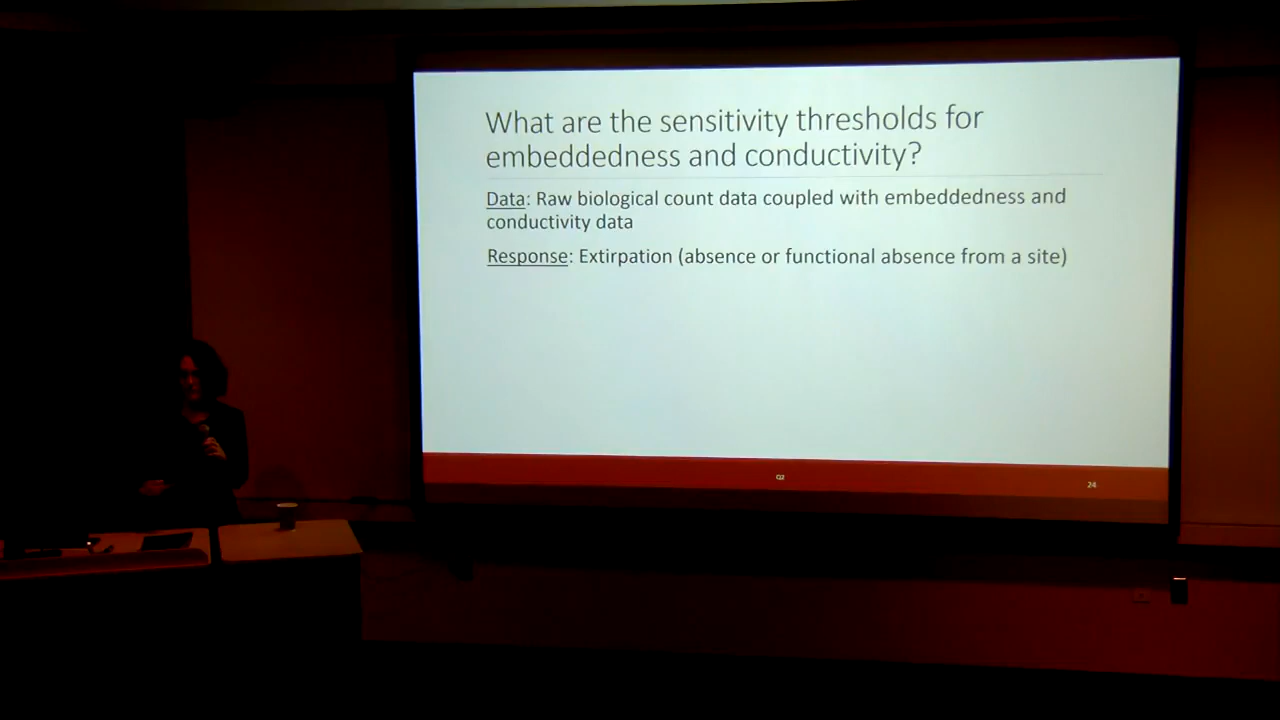 What are the sensitivity thresholds for
embeddedness and conductivity?
Data: Raw biological count data coupled with embeddedness and
conductivity data
Response: Extirpation (absence or functional absence from a site)
Q2
24